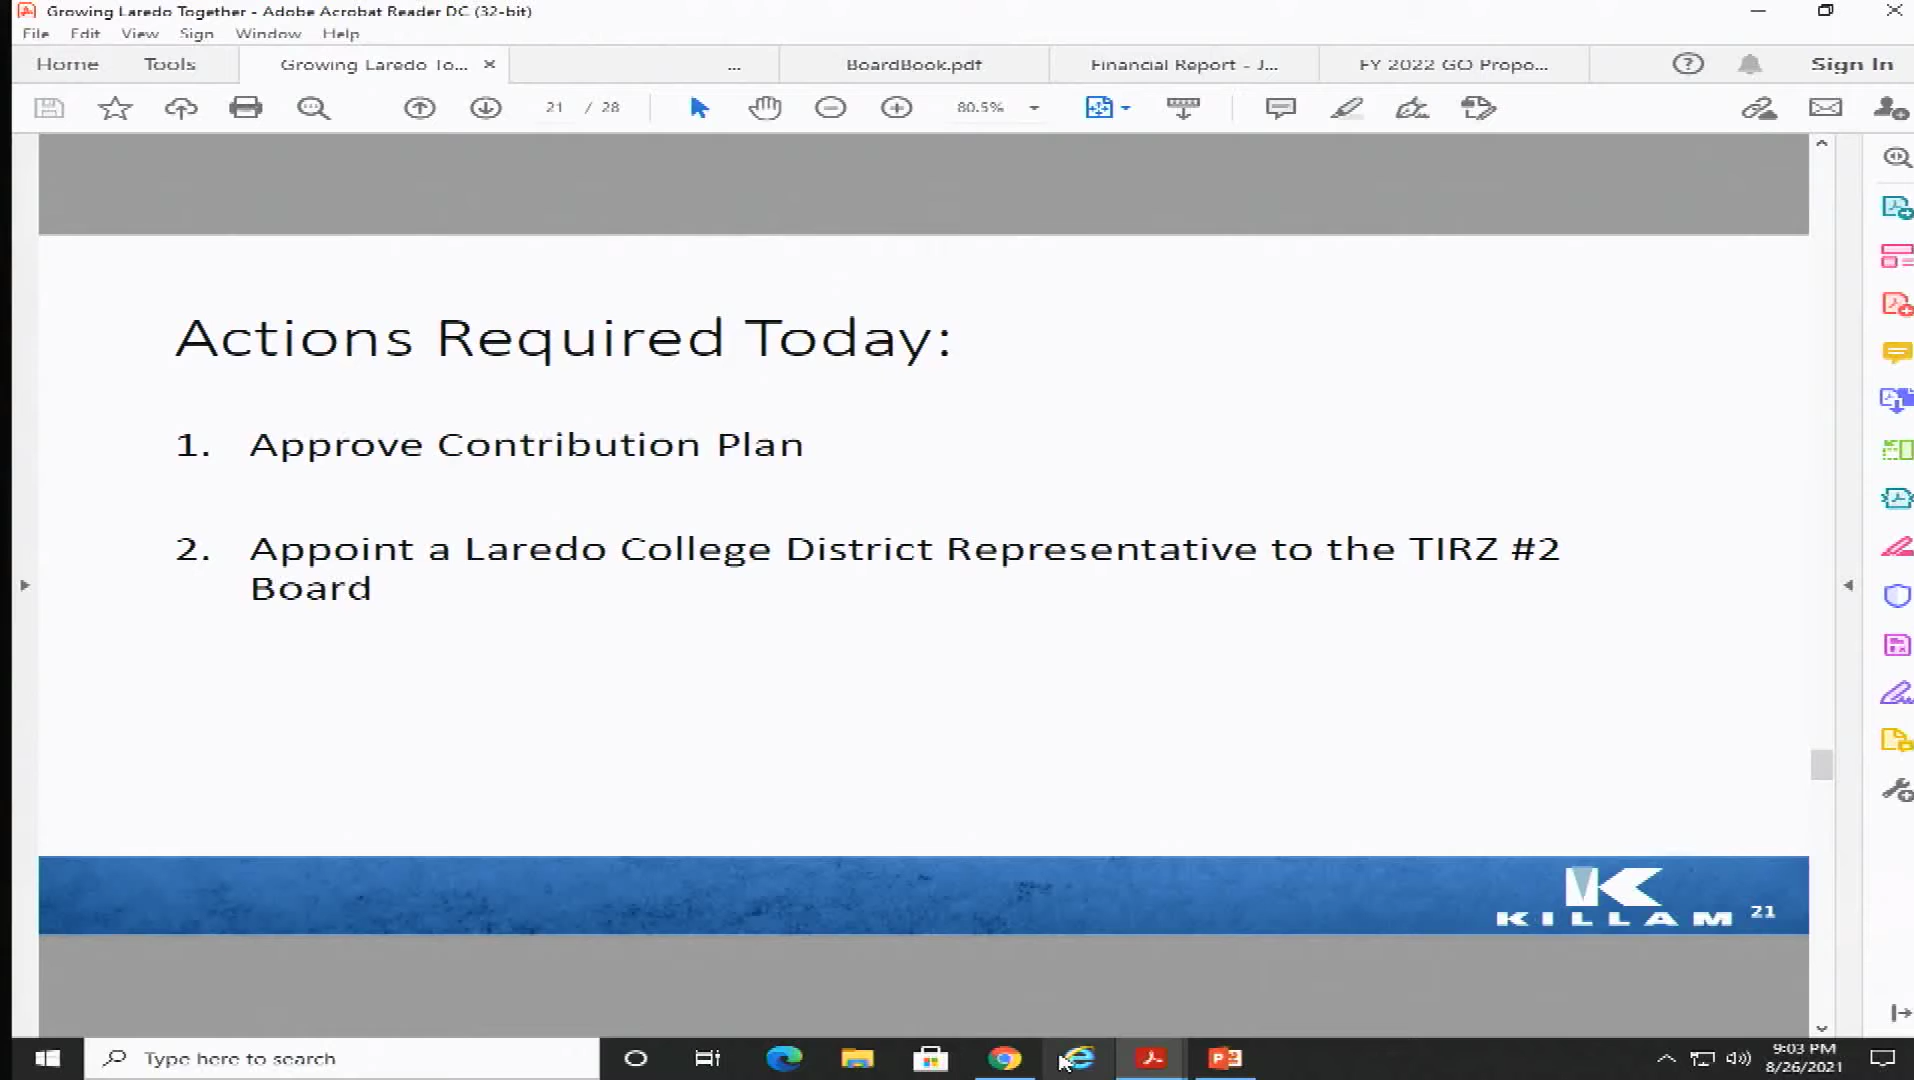 Growing Laredo Together - Adobe Acrobat Reader DC (32-bit)
File Edit View Sign Window Help
Home Tools Growing Laredo To... ... BoardBook.pdf Financial Report - J... FY 2022 GO Propo... Sign In
21 / 28 80.5%
Actions Required Today:
1. Approve Contribution Plan
2. Appoint a Laredo College District Representative to the TIRZ #2
Board
KILLAM 21
Type here to search
9:03 PM
8/26/2021